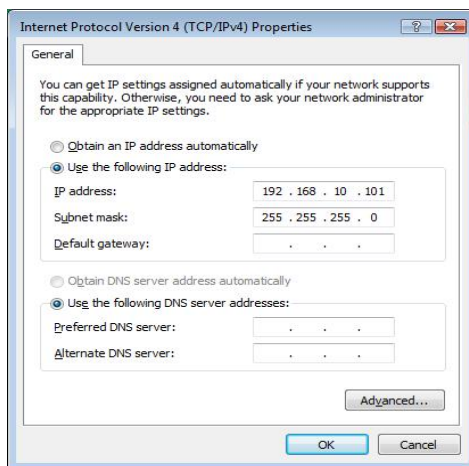 Internet Protocol Version 4 (TCP/IPv4) Properties
General
You can get IP settings assigned automatically if your network supports
this capability. Otherwise, you need to ask your network administrator
for the appropriate IP settings.
Obtain an IP address automatically
Use the following IP address:
IP address: 192 . 168 . 10 . 101
Subnet mask: 255 . 255 . 255 . 0
Default gateway: . . .
Obtain DNS server address automatically
Use the following DNS server addresses:
Preferred DNS server: . . .
Alternate DNS server: . . .
Advanced...
OK Cancel